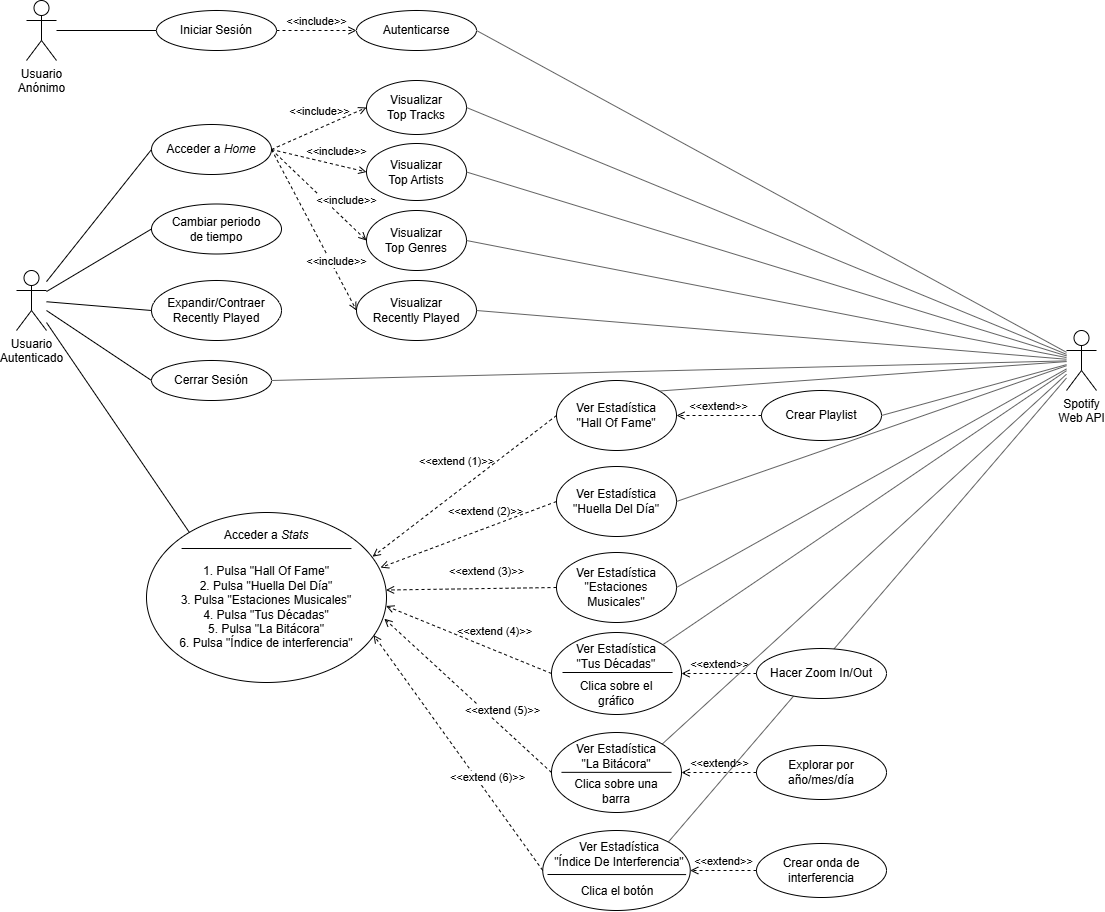 Usuario
Anónimo
Iniciar Sesión
<<include>>
Autenticarse
Usuario
Autenticado
Acceder a Home
<<include>>
Visualizar
Top Tracks
<<include>>
Visualizar
Top Artists
<<include>>
Visualizar
Top Genres
<<include>>
Visualizar
Recently Played
Cambiar periodo
de tiempo
Expandir/Contraer
Recently Played
Cerrar Sesión
Spotify
Web API
Acceder a Stats
1. Pulsa "Hall Of Fame"
2. Pulsa "Huella Del Día"
3. Pulsa "Estaciones Musicales"
4. Pulsa "Tus Décadas"
5. Pulsa "La Bitácora"
6. Pulsa "Índice de interferencia"
<<extend (1)>>
Ver Estadística
"Hall Of Fame"
<<extend>>
Crear Playlist
<<extend (2)>>
Ver Estadística
"Huella Del Día"
<<extend (3)>>
Ver Estadística
"Estaciones
Musicales"
<<extend (4)>>
Ver Estadística
"Tus Décadas"
Clica sobre el
gráfico
<<extend>>
Hacer Zoom In/Out
<<extend (5)>>
Ver Estadística
"La Bitácora"
Clica sobre una
barra
<<extend>>
Explorar por
año/mes/día
<<extend (6)>>
Ver Estadística
"Índice De Interferencia"
Clica el botón
<<extend>>
Crear onda de
interferencia